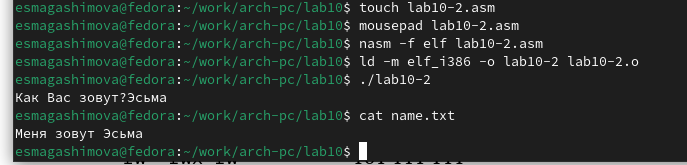 esmagashimova@fedora:~/work/arch-pc/lab10$ touch lab10-2.asm
esmagashimova@fedora:~/work/arch-pc/lab10$ mousepad lab10-2.asm
esmagashimova@fedora:~/work/arch-pc/lab10$ nasm -f elf lab10-2.asm
esmagashimova@fedora:~/work/arch-pc/lab10$ ld -m elf_i386 -o lab10-2 lab10-2.o
esmagashimova@fedora:~/work/arch-pc/lab10$ ./lab10-2
Как Вас зовут?Эсьма
esmagashimova@fedora:~/work/arch-pc/lab10$ cat name.txt
Меня зовут Эсьма
esmagashimova@fedora:~/work/arch-pc/lab10$